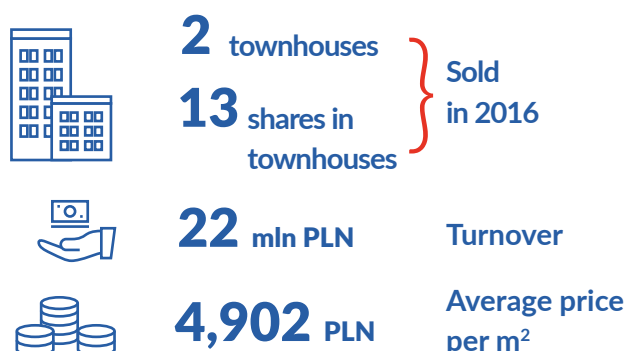 2 townhouses
13 shares in
townhouses
Sold
in 2016
22 mln PLN
Turnover
4,902 PLN
Average price
per m²